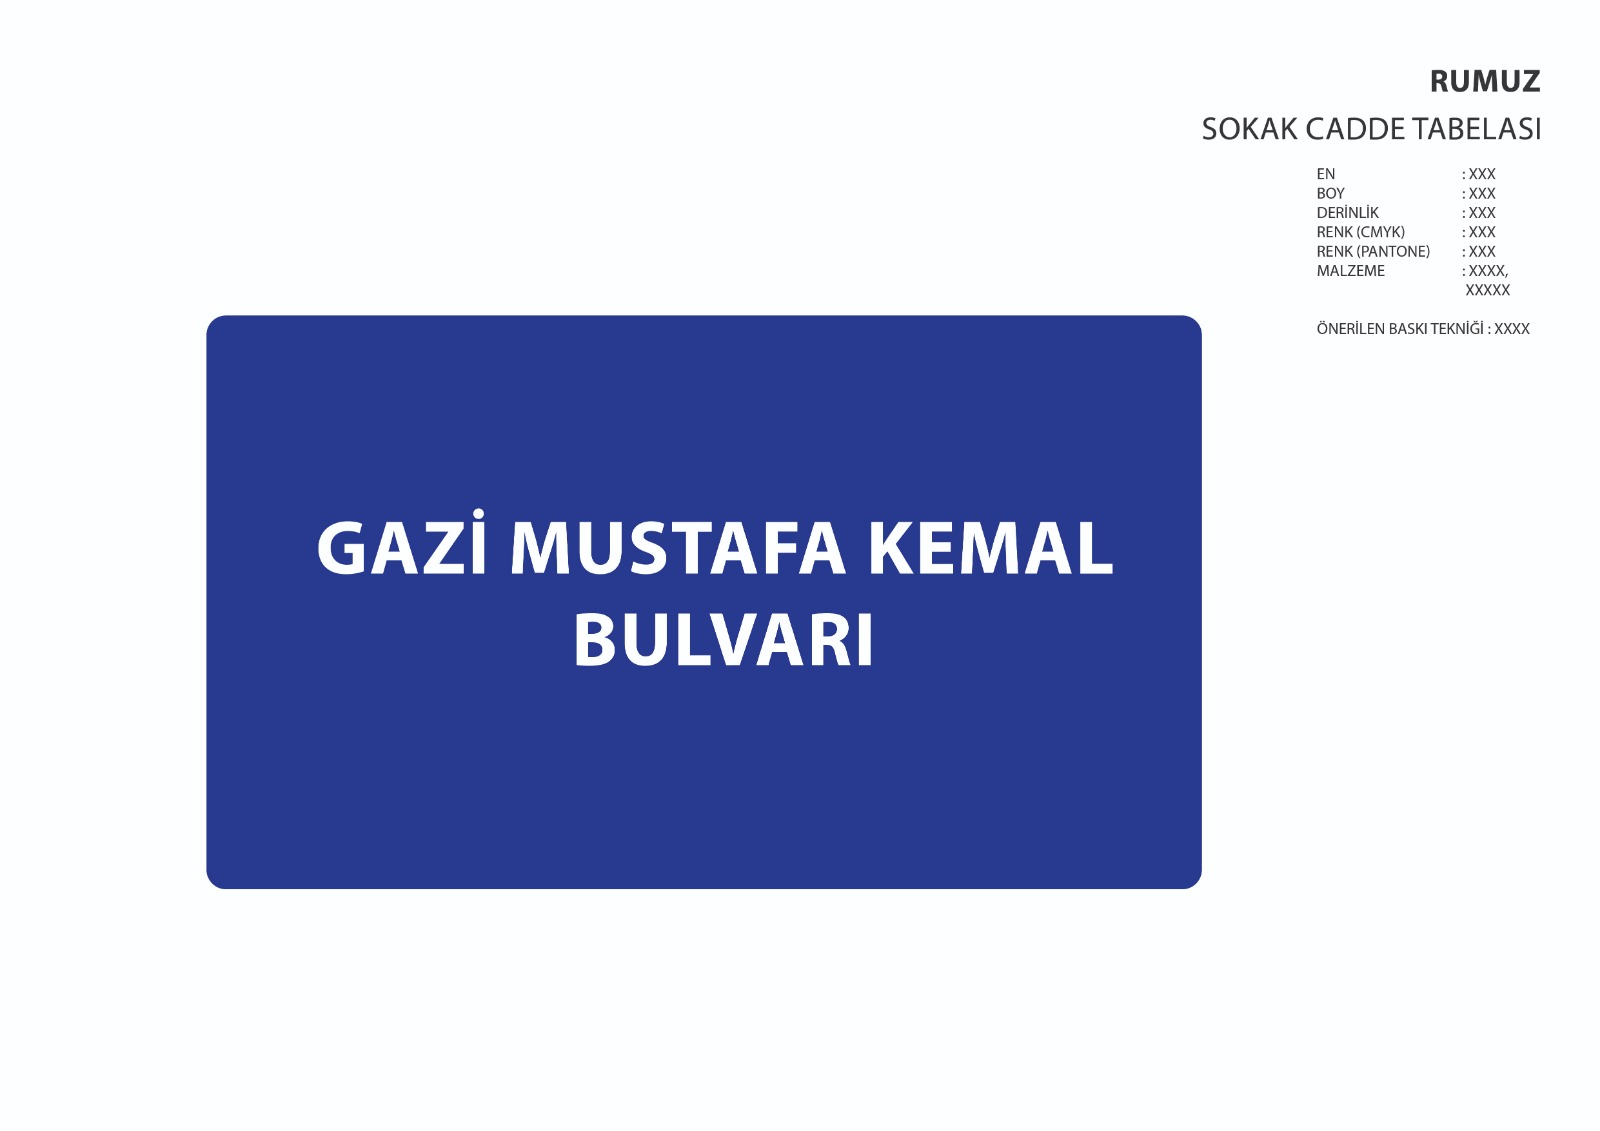 RUMUZ
SOKAK CADDE TABELASI
EN : XXX
BOY : XXX
DERİNLİK : XXX
RENK (CMYK) : XXX
RENK (PANTONE) : XXX
MALZEME : XXXX,
XXXXX
ÖNERİLEN BASKI TEKNİĞİ : XXXX
GAZİ MUSTAFA KEMAL
BULVARI